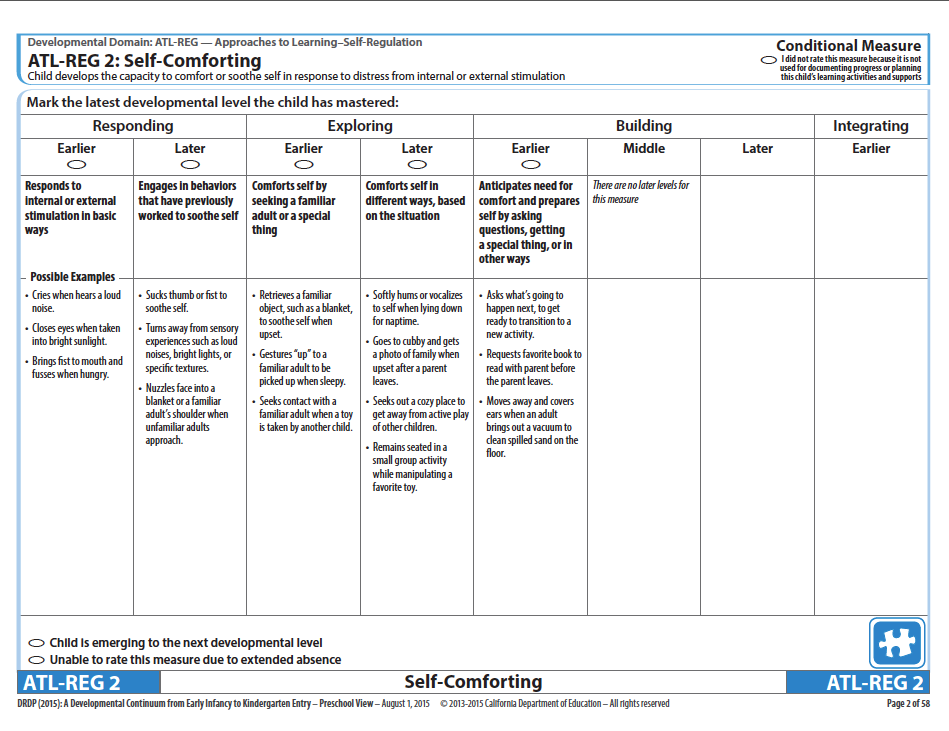 Developmental Domain: ATL-REG — Approaches to Learning–Self-Regulation
ATL-REG 2: Self-Comforting
Child develops the capacity to comfort or soothe self in response to distress from internal or external stimulation
Conditional Measure
I did not rate this measure because it is not
used for documenting progress or planning
this child's learning activities and supports
Mark the latest developmental level the child has mastered:
Responding
Exploring
Building
Integrating
Earlier
Later
Earlier
Later
Earlier
Middle
Later
Earlier
Responds to
internal or external
stimulation in basic
ways
Engages in behaviors
that have previously
worked to soothe self
Comforts self by
seeking a familiar
adult or a special
thing
Comforts self in
different ways, based
on the situation
Anticipates need for
comfort and prepares
self by asking
questions, getting
a special thing, or in
other ways
There are no later levels for
this measure
Possible Examples
• Cries when hears a loud
noise.
• Closes eyes when taken
into bright sunlight.
• Brings fist to mouth and
fusses when hungry.
• Sucks thumb or fist to
soothe self.
• Turns away from sensory
experiences such as loud
noises, bright lights, or
specific textures.
• Nuzzles face into a
blanket or a familiar
adult's shoulder when
unfamiliar adults
approach.
• Retrieves a familiar
object, such as a blanket,
to soothe self when
upset.
• Gestures "up" to a
familiar adult to be
picked up when sleepy.
• Seeks contact with a
familiar adult when a toy
is taken by another child.
• Softly hums or vocalizes
to self when lying down
for naptime.
• Goes to cubby and gets
a photo of family when
upset after a parent
leaves.
• Seeks out a cozy place to
get away from active play
of other children.
• Remains seated in a
small group activity
while manipulating a
favorite toy.
• Asks what's going to
happen next, to get
ready to transition to a
new activity.
• Requests favorite book to
read with parent before
the parent leaves.
• Moves away and covers
ears when an adult
brings out a vacuum to
clean spilled sand on the
floor.
Child is emerging to the next developmental level
Unable to rate this measure due to extended absence
ATL-REG 2
Self-Comforting
ATL-REG 2
DRDP (2015): A Developmental Continuum from Early Infancy to Kindergarten Entry – Preschool View – August 1, 2015 © 2013-2015 California Department of Education – All rights reserved
Page 2 of 58